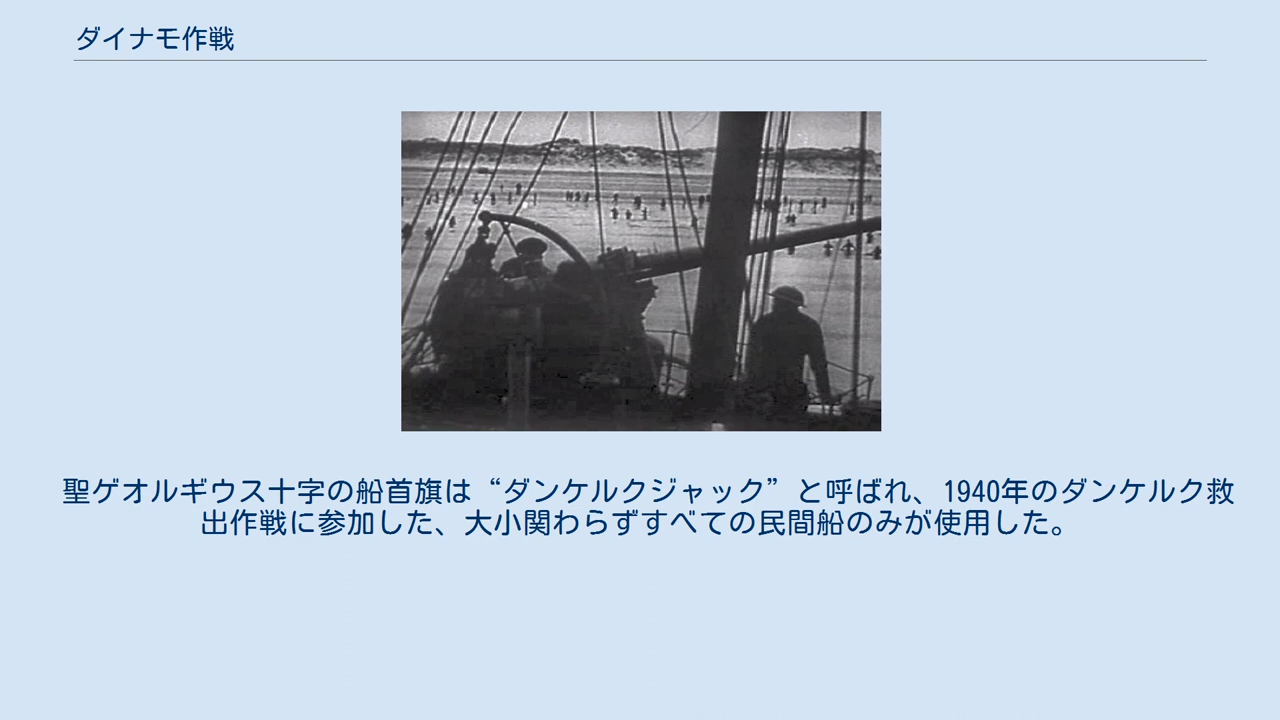 ダイナモ作戦
聖ゲオルギウス十字の船首旗は“ダンケルクジャック”と呼ばれ、1940年のダンケルク救
出作戦に参加した、大小関わらずすべての民間船のみが使用した。